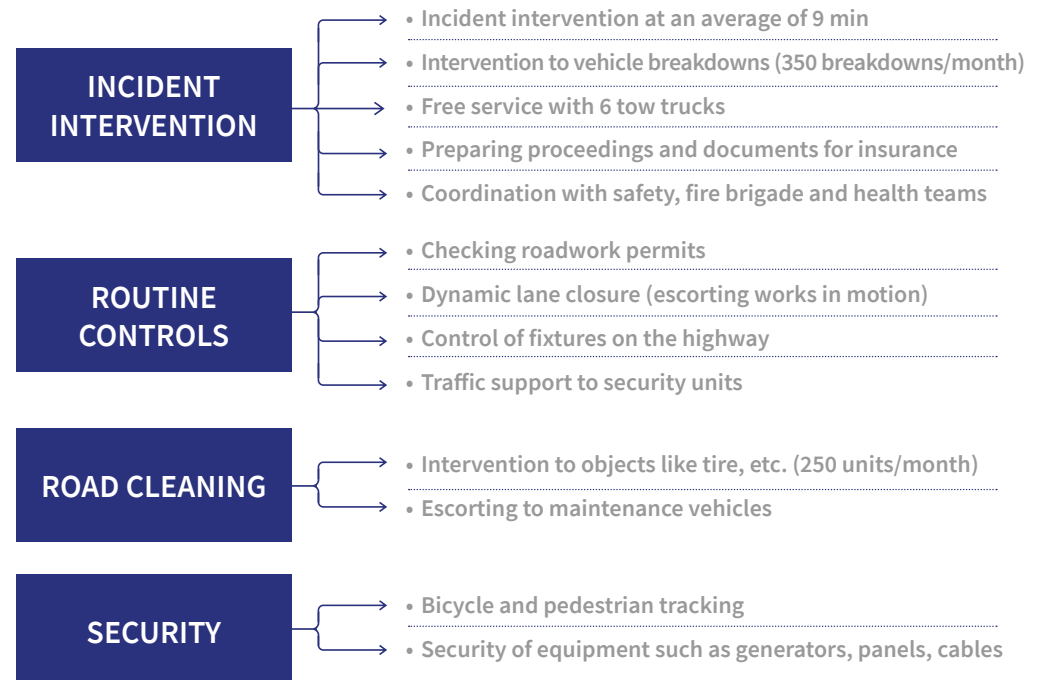 INCIDENT
INTERVENTION
• Incident intervention at an average of 9 min
• Intervention to vehicle breakdowns (350 breakdowns/month)
• Free service with 6 tow trucks
• Preparing proceedings and documents for insurance
• Coordination with safety, fire brigade and health teams
ROUTINE
CONTROLS
• Checking roadwork permits
• Dynamic lane closure (escorting works in motion)
• Control of fixtures on the highway
• Traffic support to security units
ROAD CLEANING
• Intervention to objects like tire, etc. (250 units/month)
• Escorting to maintenance vehicles
SECURITY
• Bicycle and pedestrian tracking
• Security of equipment such as generators, panels, cables